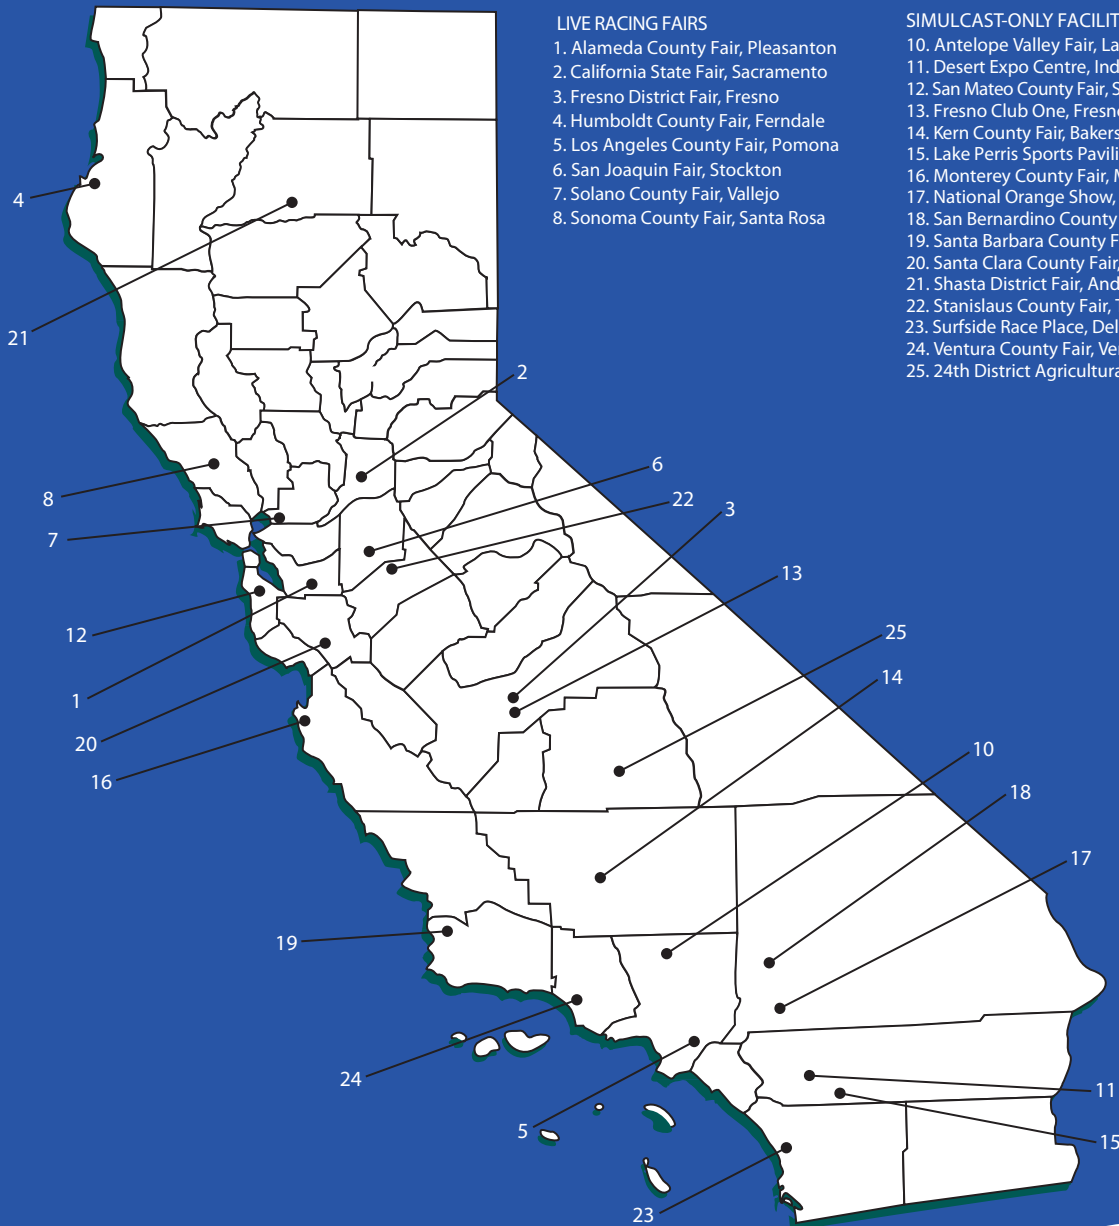 LIVE RACING FAIRS
1. Alameda County Fair, Pleasanton
2. California State Fair, Sacramento
3. Fresno District Fair, Fresno
4. Humboldt County Fair, Ferndale
5. Los Angeles County Fair, Pomona
6. San Joaquin Fair, Stockton
7. Solano County Fair, Vallejo
8. Sonoma County Fair, Santa Rosa
SIMULCAST-ONLY
10. Antelope Valley Fair,
11. Desert Expo Centre,
12. San Mateo County Fair,
13. Fresno Club One,
14. Kern County Fair,
15. Lake Perris Sports
16. Monterey County Fair,
17. National Orange Show,
18. San Bernardino County
19. Santa Barbara County
20. Santa Clara County Fair,
21. Shasta District Fair,
22. Stanislaus County Fair,
23. Surfside Race Place,
24. Ventura County Fair,
25. 24th District
4
21
2
8
6
7
22
3
13
12
25
1
14
20
16
10
18
17
19
24
11
5
15
23